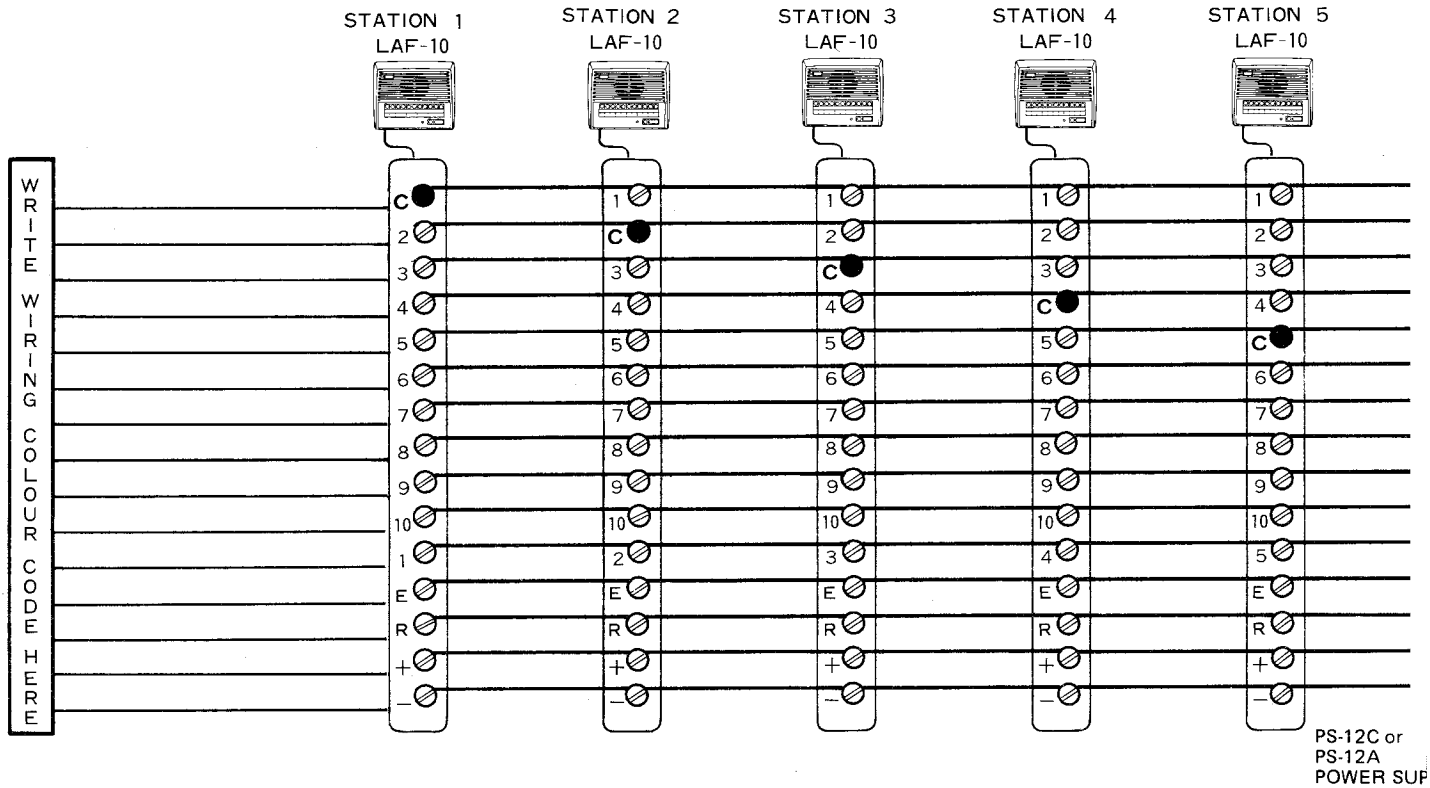 STATION 1 STATION 2 STATION 3 STATION 4 STATION 5
LAF-10 LAF-10 LAF-10 LAF-10 LAF-10
WRITE WIRING COLOUR CODE HERE
C 1 1 1 1
2 C 2 2 2
3 3 C 3 3
4 4 4 C 4
5 5 5 5 C
6 6 6 6 6
7 7 7 7 7
8 8 8 8 8
9 9 9 9 9
10 10 10 10 10
1 2 3 4 5
E E E E E
R R R R R
+ + + + +
− − − − −
PS-12C or
PS-12A
POWER SUP